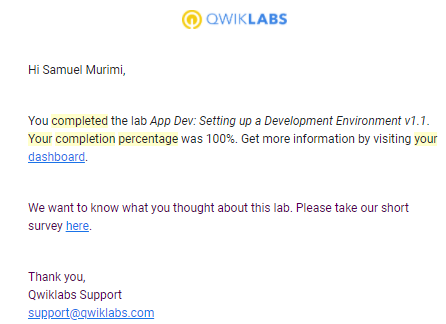 QWIKLABS
Hi Samuel Murimi,
You completed the lab App Dev: Setting up a Development Environment v1.1.
Your completion percentage was 100%. Get more information by visiting your
dashboard.
We want to know what you thought about this lab. Please take our short
survey here.
Thank you,
Qwiklabs Support
support@qwiklabs.com